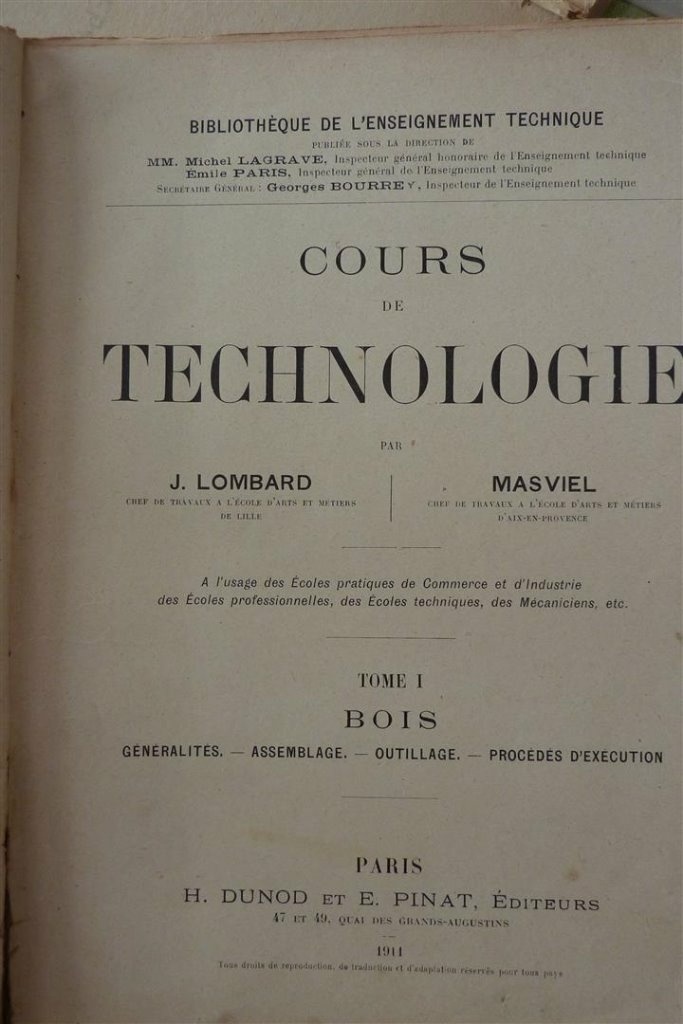 BIBLIOTHÈQUE DE L'ENSEIGNEMENT TECHNIQUE
PUBLIÉE SOUS LA DIRECTION DE
MM. Michel LAGRAVE, Inspecteur général honoraire de l'Enseignement technique
Émile PARIS, Inspecteur général de l'Enseignement technique
SECRÉTAIRE GÉNÉRAL : Georges BOURREY, Inspecteur de l'Enseignement technique
COURS
DE
TECHNOLOGIE
PAR
J. LOMBARD
CHEF DE TRAVAUX A L'ÉCOLE D'ARTS ET MÉTIERS
DE LILLE
MASVIEL
CHEF DE TRAVAUX A L'ÉCOLE D'ARTS ET MÉTIERS
D'AIX-EN-PROVENCE
A l'usage des Écoles pratiques de Commerce et d'Industrie
des Écoles professionnelles, des Écoles techniques, des Mécaniciens, etc.
TOME I
BOIS
GÉNÉRALITÉS. — ASSEMBLAGE. — OUTILLAGE. — PROCÉDÉS D'EXÉCUTION
PARIS
H. DUNOD ET E. PINAT, ÉDITEURS
47 ET 49, QUAI DES GRANDS-AUGUSTINS
1911
Tous droits de reproduction, de traduction et d'adaptation réservés pour tous pays